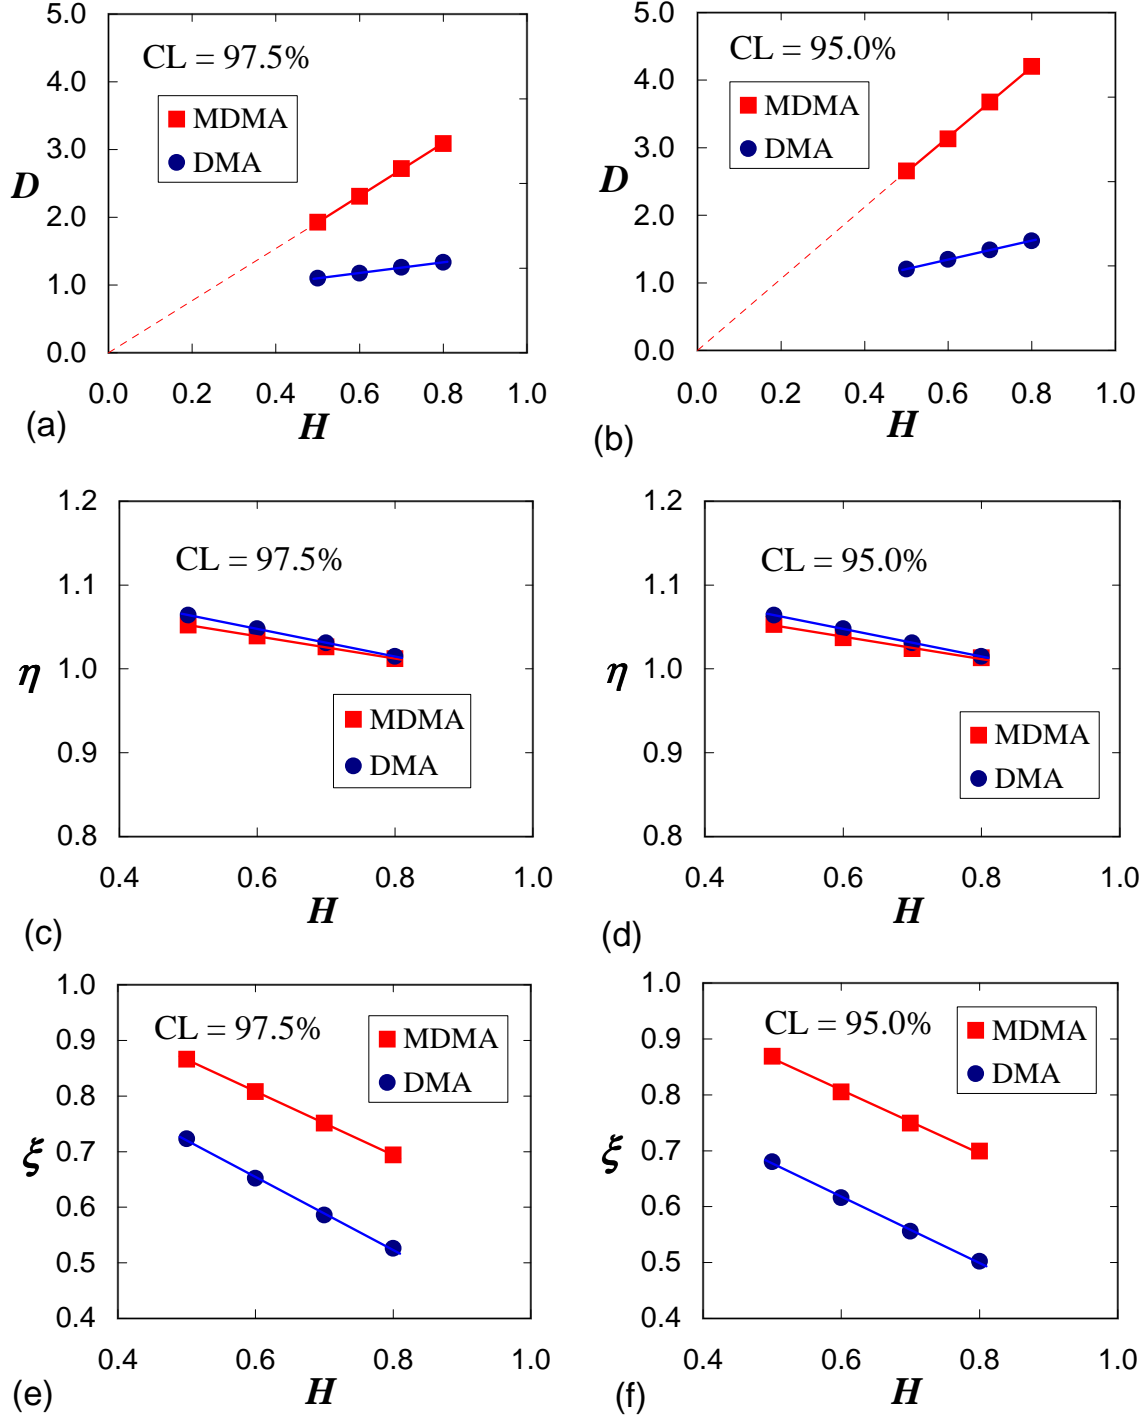 5.0
4.0
3.0
2.0
1.0
0.0
D
CL = 97.5%
MDMA
DMA
0.0 0.2 0.4 0.6 0.8 1.0
H
(a)
5.0
4.0
3.0
2.0
1.0
0.0
D
CL = 95.0%
MDMA
DMA
0.0 0.2 0.4 0.6 0.8 1.0
H
(b)
1.2
1.1
1.0
0.9
0.8
η
CL = 97.5%
MDMA
DMA
0.4 0.6 0.8 1.0
H
(c)
1.2
1.1
1.0
0.9
0.8
η
CL = 95.0%
MDMA
DMA
0.4 0.6 0.8 1.0
H
(d)
1.0
0.9
0.8
0.7
0.6
0.5
0.4
ξ
CL = 97.5%
MDMA
DMA
0.4 0.6 0.8 1.0
H
(e)
1.0
0.9
0.8
0.7
0.6
0.5
0.4
ξ
CL = 95.0%
MDMA
DMA
0.4 0.6 0.8 1.0
H
(f)